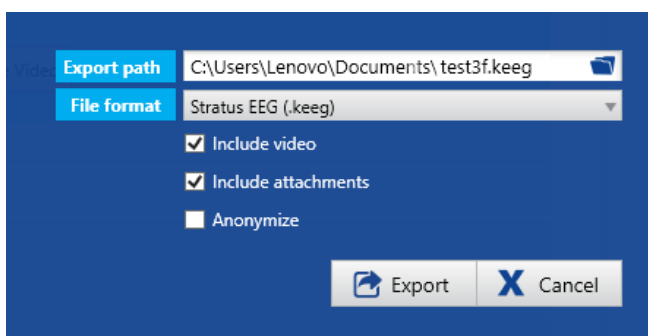 Video
Export path C:\Users\Lenovo\Documents\ test3f.keeg
File format Stratus EEG (.keeg)
Include video
Include attachments
Anonymize
Export X Cancel